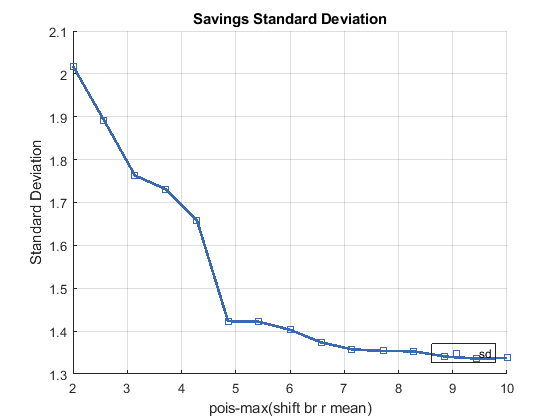 Savings Standard Deviation
2.1
2
1.9
1.8
1.7
1.6
1.5
1.4
1.3
Standard Deviation
sd
2 3 4 5 6 7 8 9 10
pois-max(shift br r mean)